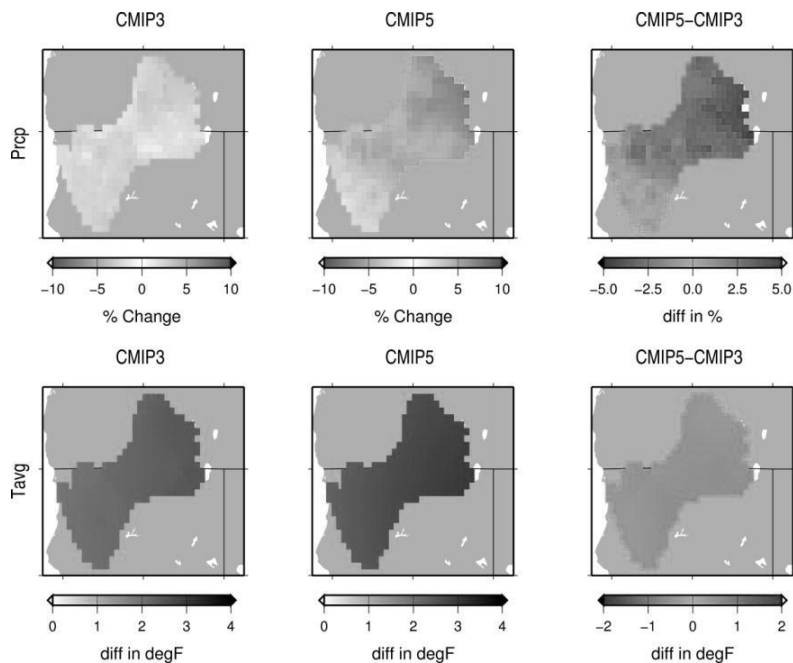 CMIP3 CMIP5 CMIP5−CMIP3
Prcp
−10 −5 0 5 10 −10 −5 0 5 10 −5.0 −2.5 0.0 2.5 5.0
% Change % Change diff in %
CMIP3 CMIP5 CMIP5−CMIP3
Tavg
0 1 2 3 4 0 1 2 3 4 −2 −1 0 1 2
diff in degF diff in degF diff in degF